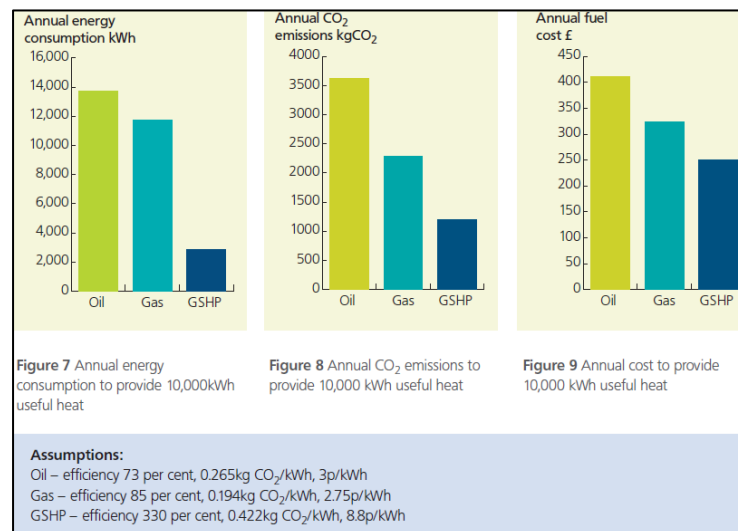 Annual energy
consumption kWh
16,000
14,000
12,000
10,000
8,000
6,000
4,000
2,000
0
Oil Gas GSHP
Annual CO2
emissions kgCO2
4000
3500
3000
2500
2000
1500
1000
500
0
Oil Gas GSHP
Annual fuel
cost £
450
350
400
350
300
250
200
150
100
50
0
Oil Gas GSHP
Figure 7 Annual energy
consumption to provide 10,000kWh
useful heat
Figure 8 Annual CO2 emissions to
provide 10,000 kWh useful heat
Figure 9 Annual cost to provide
10,000 kWh useful heat
Assumptions:
Oil – efficiency 73 per cent, 0.265kg CO2/kWh, 3p/kWh
Gas – efficiency 85 per cent, 0.194kg CO2/kWh, 2.75p/kWh
GSHP – efficiency 330 per cent, 0.422kg CO2/kWh, 8.8p/kWh